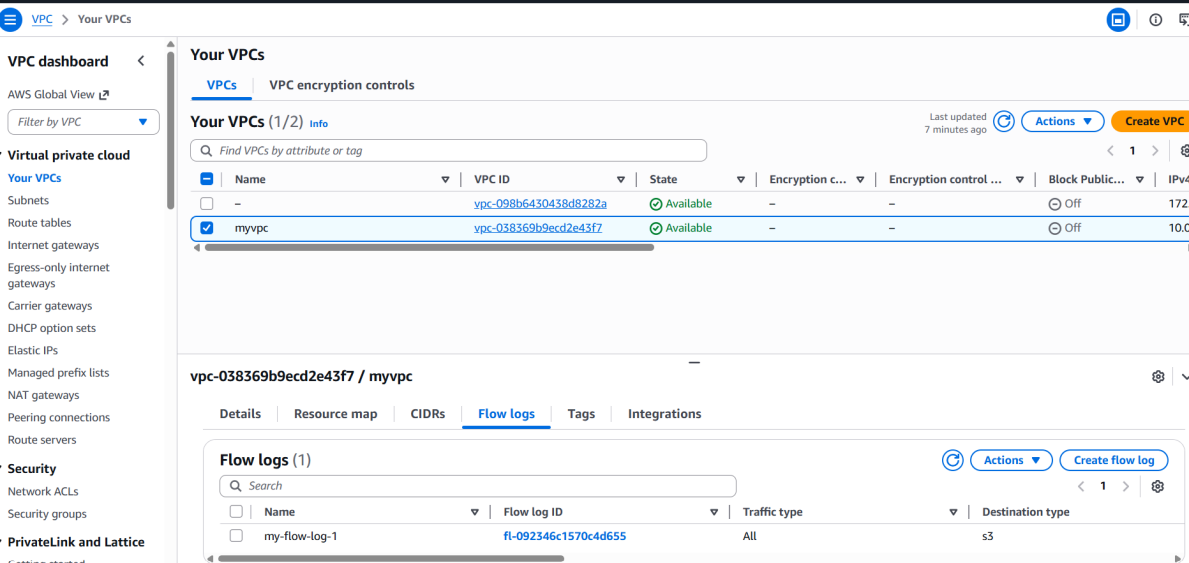 VPC > Your VPCs
VPC dashboard
AWS Global View
Filter by VPC
Virtual private cloud
Your VPCs
Subnets
Route tables
Internet gateways
Egress-only internet
gateways
Carrier gateways
DHCP option sets
Elastic IPs
Managed prefix lists
NAT gateways
Peering connections
Route servers
Security
Network ACLs
Security groups
PrivateLink and Lattice
Getting started
Your VPCs
VPCs VPC encryption controls
Your VPCs (1/2) Info
Last updated
7 minutes ago
Actions
Create VPC
Find VPCs by attribute or tag
1
Name VPC ID State Encryption c... Encryption control ... Block Public... IPv4
– vpc-098b6430438d8282a Available – – Off 172.
myvpc vpc-038369b9ecd2e43f7 Available – – Off 10.0
vpc-038369b9ecd2e43f7 / myvpc
Details Resource map CIDRs Flow logs Tags Integrations
Flow logs (1)
Actions
Create flow log
Search
1
Name Flow log ID Traffic type Destination type
my-flow-log-1 fl-092346c1570c4d655 All s3